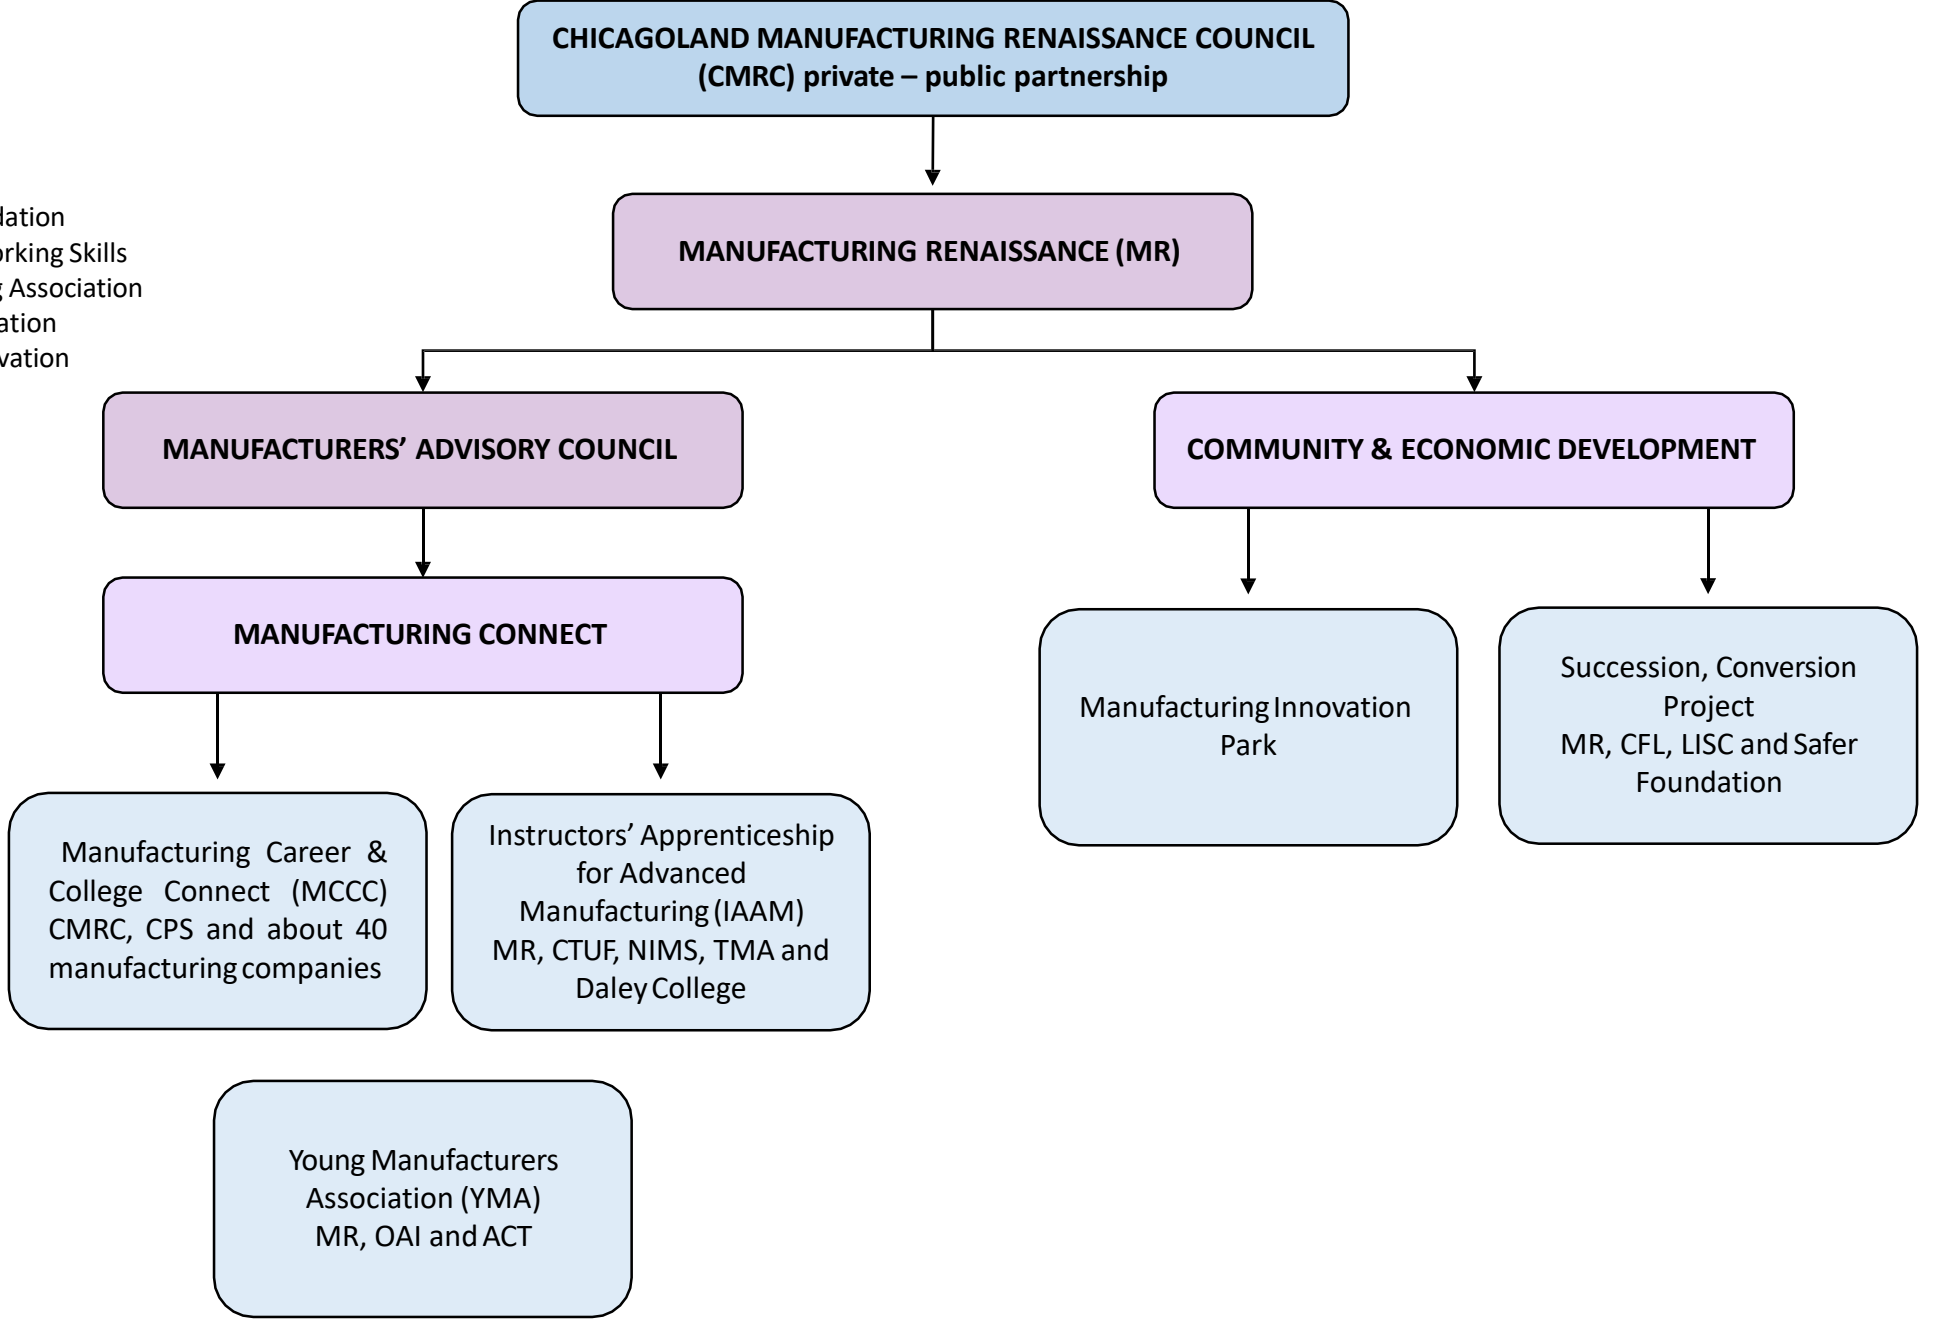 CHICAGOLAND MANUFACTURING RENAISSANCE COUNCIL
(CMRC) private – public partnership
MANUFACTURING RENAISSANCE (MR)
Skills
Association
MANUFACTURERS’ ADVISORY COUNCIL
COMMUNITY & ECONOMIC DEVELOPMENT
MANUFACTURING CONNECT
Manufacturing Innovation
Park
Succession, Conversion
Project
MR, CFL, LISC and Safer
Foundation
Manufacturing Career &
College Connect (MCCC)
CMRC, CPS and about 40
manufacturing companies
Instructors’ Apprenticeship
for Advanced
Manufacturing (IAAM)
MR, CTUF, NIMS, TMA and
Daley College
Young Manufacturers
Association (YMA)
MR, OAI and ACT